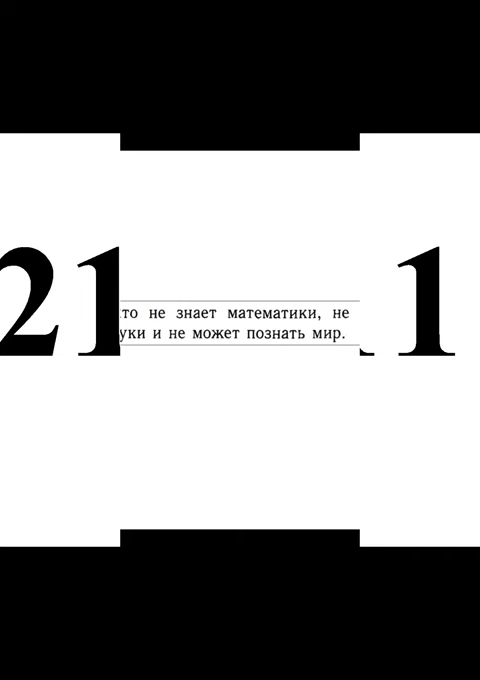 21 1
то не знает математики, не
уки и не может познать мир.